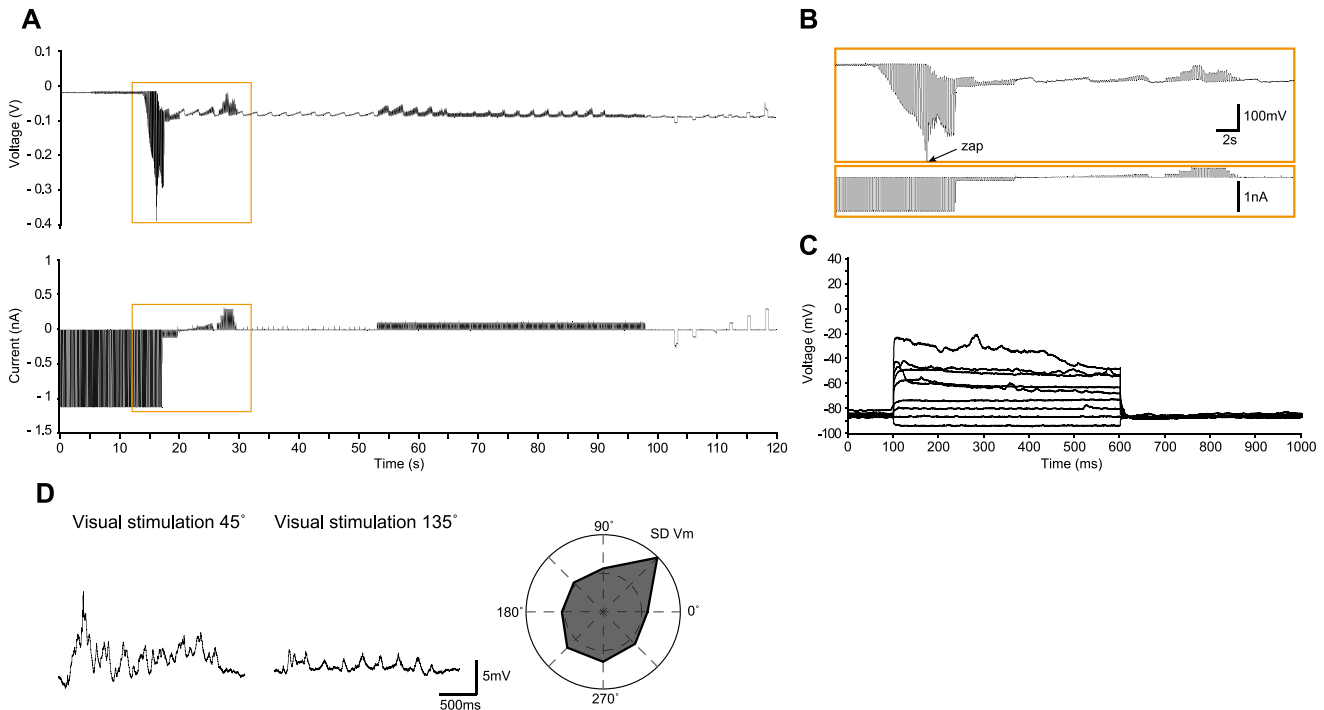 A
0.1
0
- 0.1
- 0.2
- 0.3
- 0.4
Voltage (V)
1
0.5
0
- 0.5
- 1
- 1.5
Current (nA)
0 10 20 30 40 50 60 70 80 90 100 110 120
Time (s)
B
zap
100mV
2s
1nA
C
40
20
0
-20
-40
-60
-80
-100
Voltage (mV)
0 100 200 300 400 500 600 700 800 900 1000
Time (ms)
D
Visual stimulation 45°
Visual stimulation 135°
5mV
500ms
90°
SD Vm
180°
0°
270°